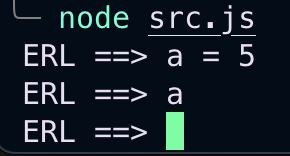 node src.js
ERL ==> a = 5
ERL ==> a
ERL ==>